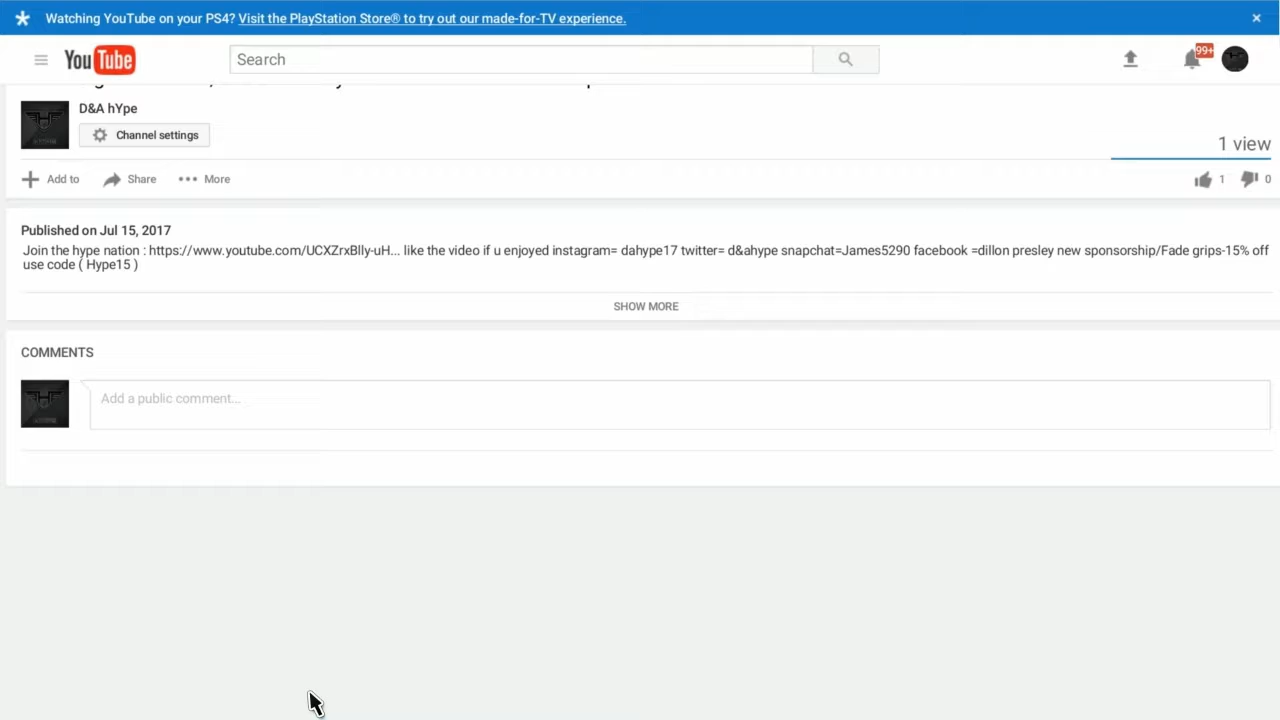 Watching YouTube on your PS4? Visit the PlayStation Store® to try out our made-for-TV experience.
YouTube
Search
99+
D&A hYpe
Channel settings
1 view
Add to Share More
1 0
Published on Jul 15, 2017
Join the hype nation : https://www.youtube.com/UCXZrxBlly-uH... like the video if u enjoyed instagram= dahype17 twitter= d&ahype snapchat=James5290 facebook =dillon presley new sponsorship/Fade grips-15% off
use code ( Hype15 )
SHOW MORE
COMMENTS
Add a public comment...